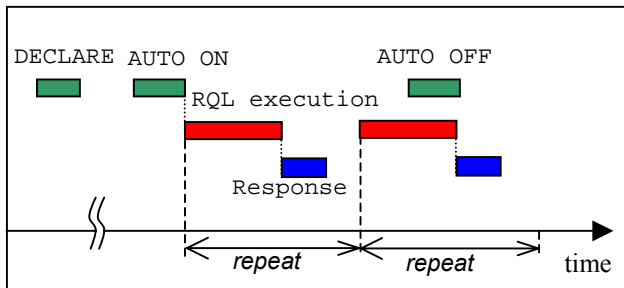 DECLARE
AUTO ON
AUTO OFF
RQL execution
Response
repeat
repeat
time